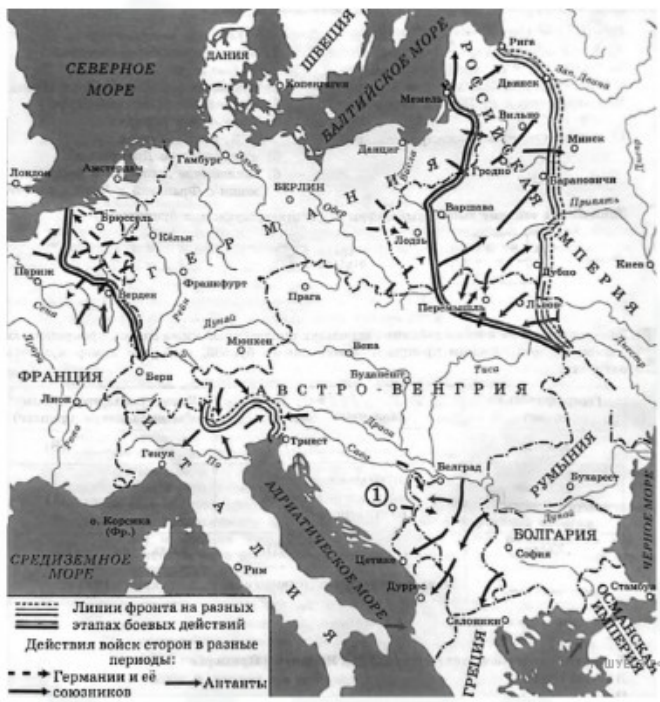 СЕВЕРНОЕ
МОРЕ
ДАНИЯ
Копенгаген
ШВЕЦИЯ
БАЛТИЙСКОЕ МОРЕ
РОССИЙСКАЯ
ИМПЕРИЯ
Рига
Двинск
Зап. Двина
Мемель
Вильно
Минск
Днепр
Данциг
Висла
Гродно
Барановичи
Припять
Гамбург
Эльба
Лондон
Амстердам
БЕРЛИН
Одер
ГЕРМАНИЯ
Варшава
Лодзь
Брюссель
Кёльн
Киев
Дубно
Париж
Сена
Верден
Франкфурт
Рейн
Прага
Перемышль
Львов
Днестр
Луара
Мюнхен
Дунай
Вена
Будапешт
Тиса
ФРАНЦИЯ
Берн
АВСТРО-ВЕНГРИЯ
Лион
Рона
Триест
Драва
Сава
Генуя
По
ИТАЛИЯ
Белград
РУМЫНИЯ
Бухарест
Дунай
1
о. Корсика
(Фр.)
АДРИАТИЧЕСКОЕ МОРЕ
БОЛГАРИЯ
София
ЧЕРНОЕ МОРЕ
СРЕДИЗЕМНОЕ
МОРЕ
Рим
Цетине
Дуррес
Стамбул
Салоники
ГРЕЦИЯ
ОСМАНСКАЯ
ИМПЕРИЯ
Линии фронта на разных
этапах боевых действий
Действия войск сторон в разные
периоды:
Германии и её
союзников
Антанты